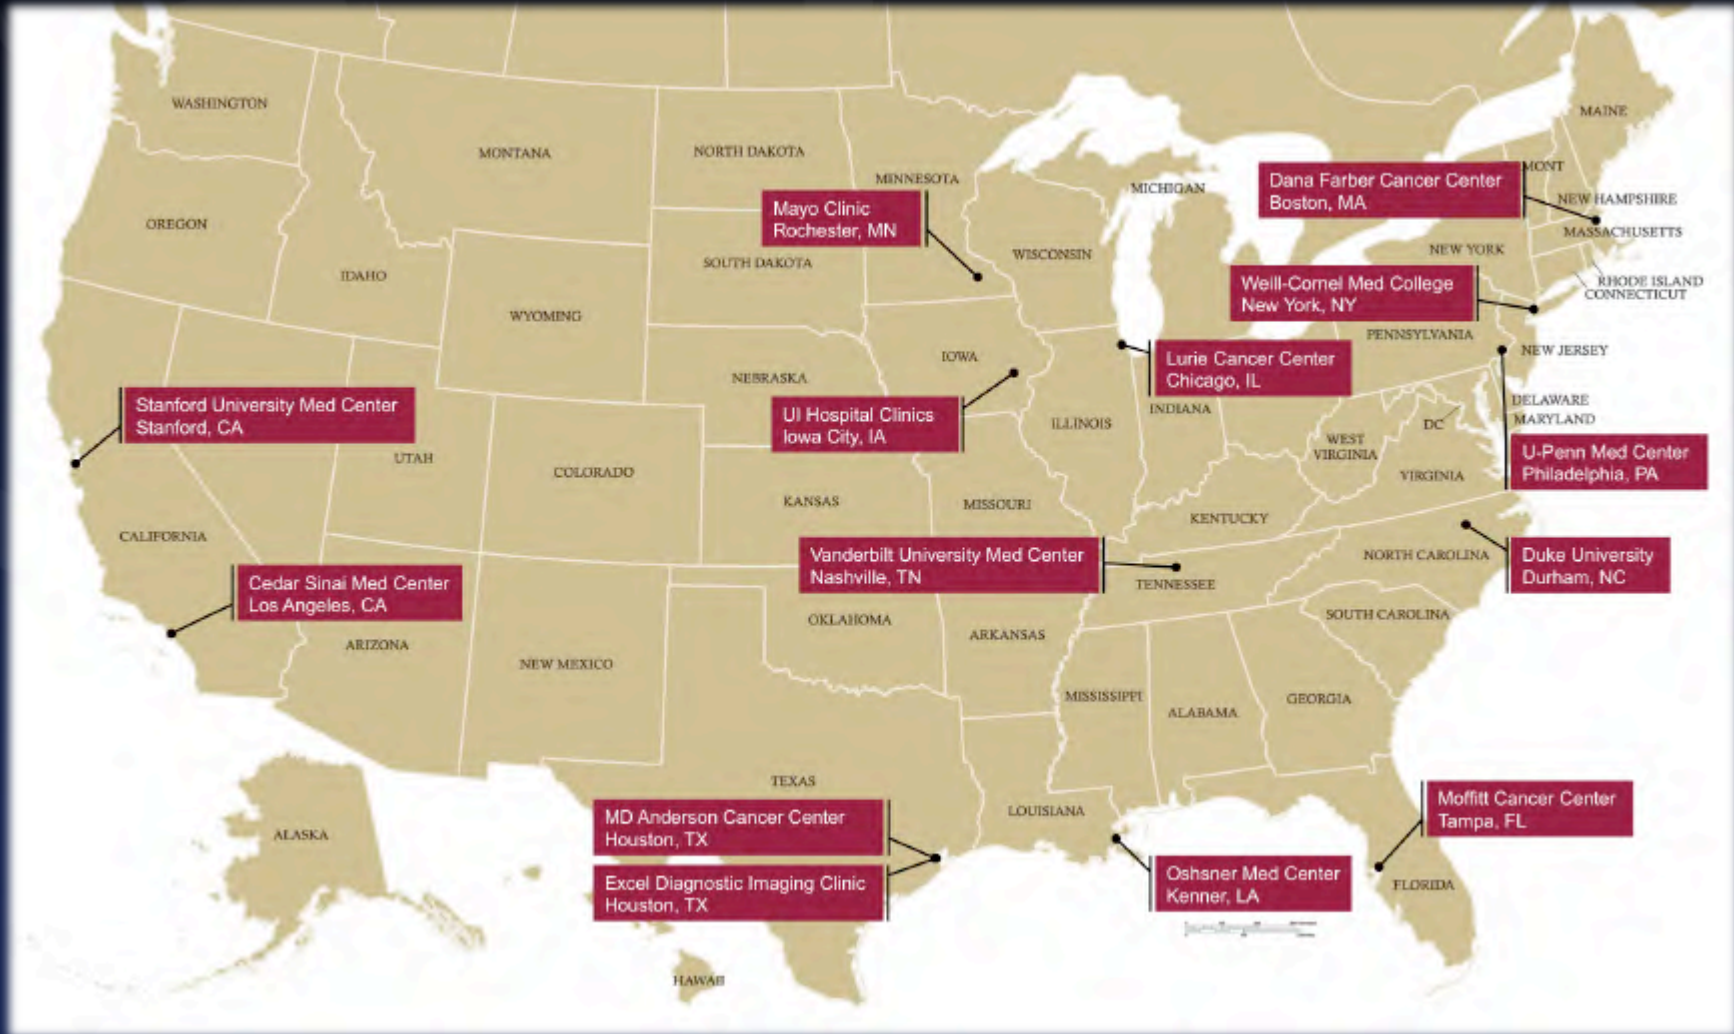 WASHINGTON
MONTANA
NORTH DAKOTA
MINNESOTA
MICHIGAN
MAINE
MONT
NEW HAMPSHIRE
MASSACHUSETTS
Dana Farber Cancer Center
Boston, MA
Mayo Clinic
Rochester, MN
OREGON
IDAHO
SOUTH DAKOTA
WISCONSIN
NEW YORK
RHODE ISLAND
CONNECTICUT
Weill-Cornel Med College
New York, NY
WYOMING
PENNSYLVANIA
NEW JERSEY
IOWA
Lurie Cancer Center
Chicago, IL
NEBRASKA
Stanford University Med Center
Stanford, CA
UI Hospital Clinics
Iowa City, IA
ILLINOIS
INDIANA
DELAWARE
MARYLAND
DC
WEST
VIRGINIA
VIRGINIA
U-Penn Med Center
Philadelphia, PA
UTAH
COLORADO
KANSAS
MISSOURI
KENTUCKY
CALIFORNIA
Vanderbilt University Med Center
Nashville, TN
TENNESSEE
NORTH CAROLINA
Duke University
Durham, NC
Cedar Sinai Med Center
Los Angeles, CA
ARIZONA
NEW MEXICO
OKLAHOMA
ARKANSAS
SOUTH CAROLINA
MISSISSIPPI
ALABAMA
GEORGIA
TEXAS
LOUISIANA
MD Anderson Cancer Center
Houston, TX
Excel Diagnostic Imaging Clinic
Houston, TX
Moffitt Cancer Center
Tampa, FL
Oshsner Med Center
Kenner, LA
FLORIDA
ALASKA
HAWAII